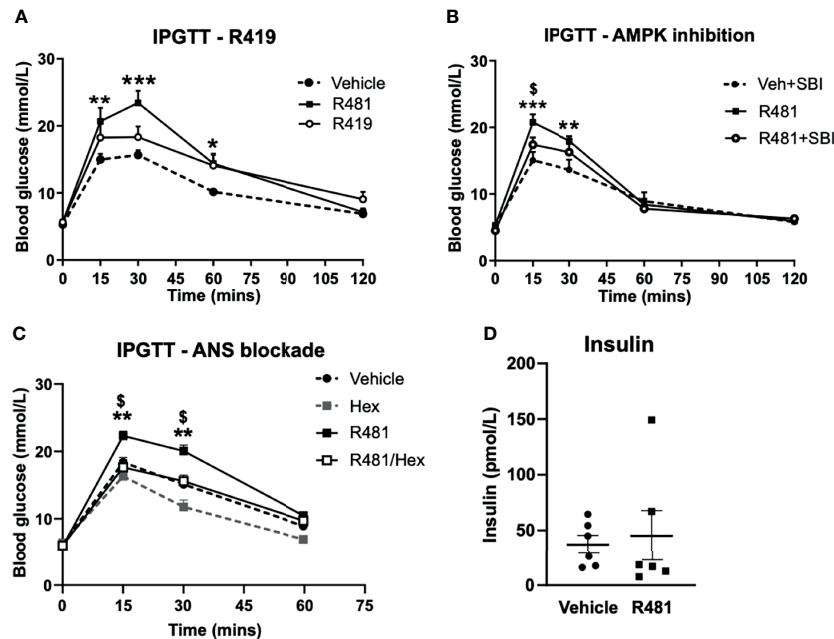 A
IPGTT - R419
Blood glucose (mmol/L)
30
20
10
0
** *** *
Vehicle
R481
R419
0 15 30 45 60 75 90 105 120
Time (mins)
B
IPGTT - AMPK inhibition
Blood glucose (mmol/L)
30
20
10
0
$
*** **
Veh+SBI
R481
R481+SBI
0 15 30 45 60 75 90 105 120
Time (mins)
C
IPGTT - ANS blockade
Blood glucose (mmol/L)
30
20
10
0
$ $
** **
Vehicle
Hex
R481
R481/Hex
0 15 30 45 60 75
Time (mins)
D
Insulin
Insulin (pmol/L)
200
150
100
50
0
Vehicle R481